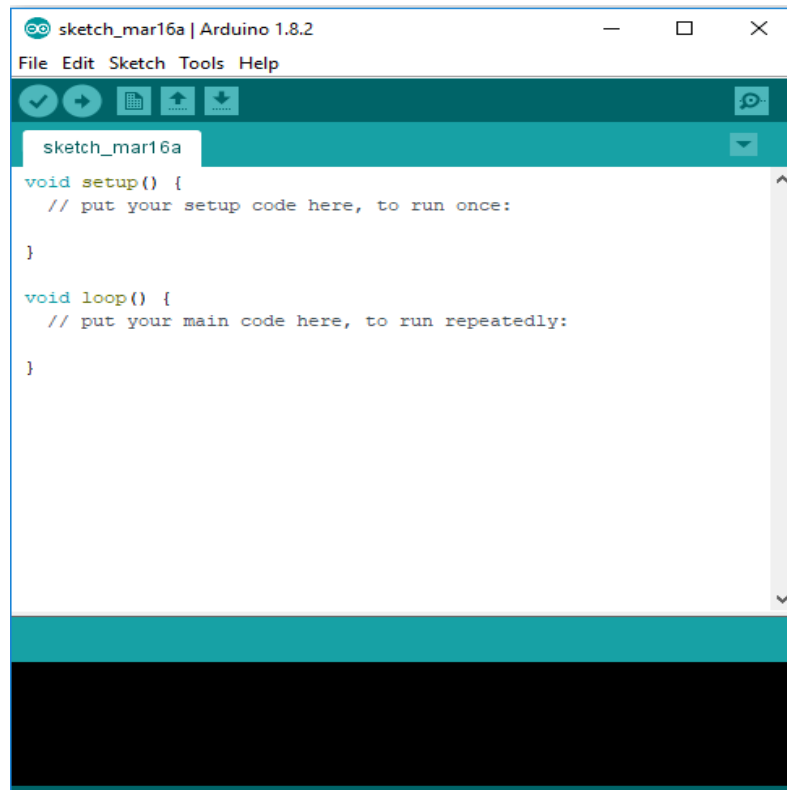 sketch_mar16a | Arduino 1.8.2
File Edit Sketch Tools Help
sketch_mar16a
void setup() {
  // put your setup code here, to run once:
}
void loop() {
  // put your main code here, to run repeatedly:
}